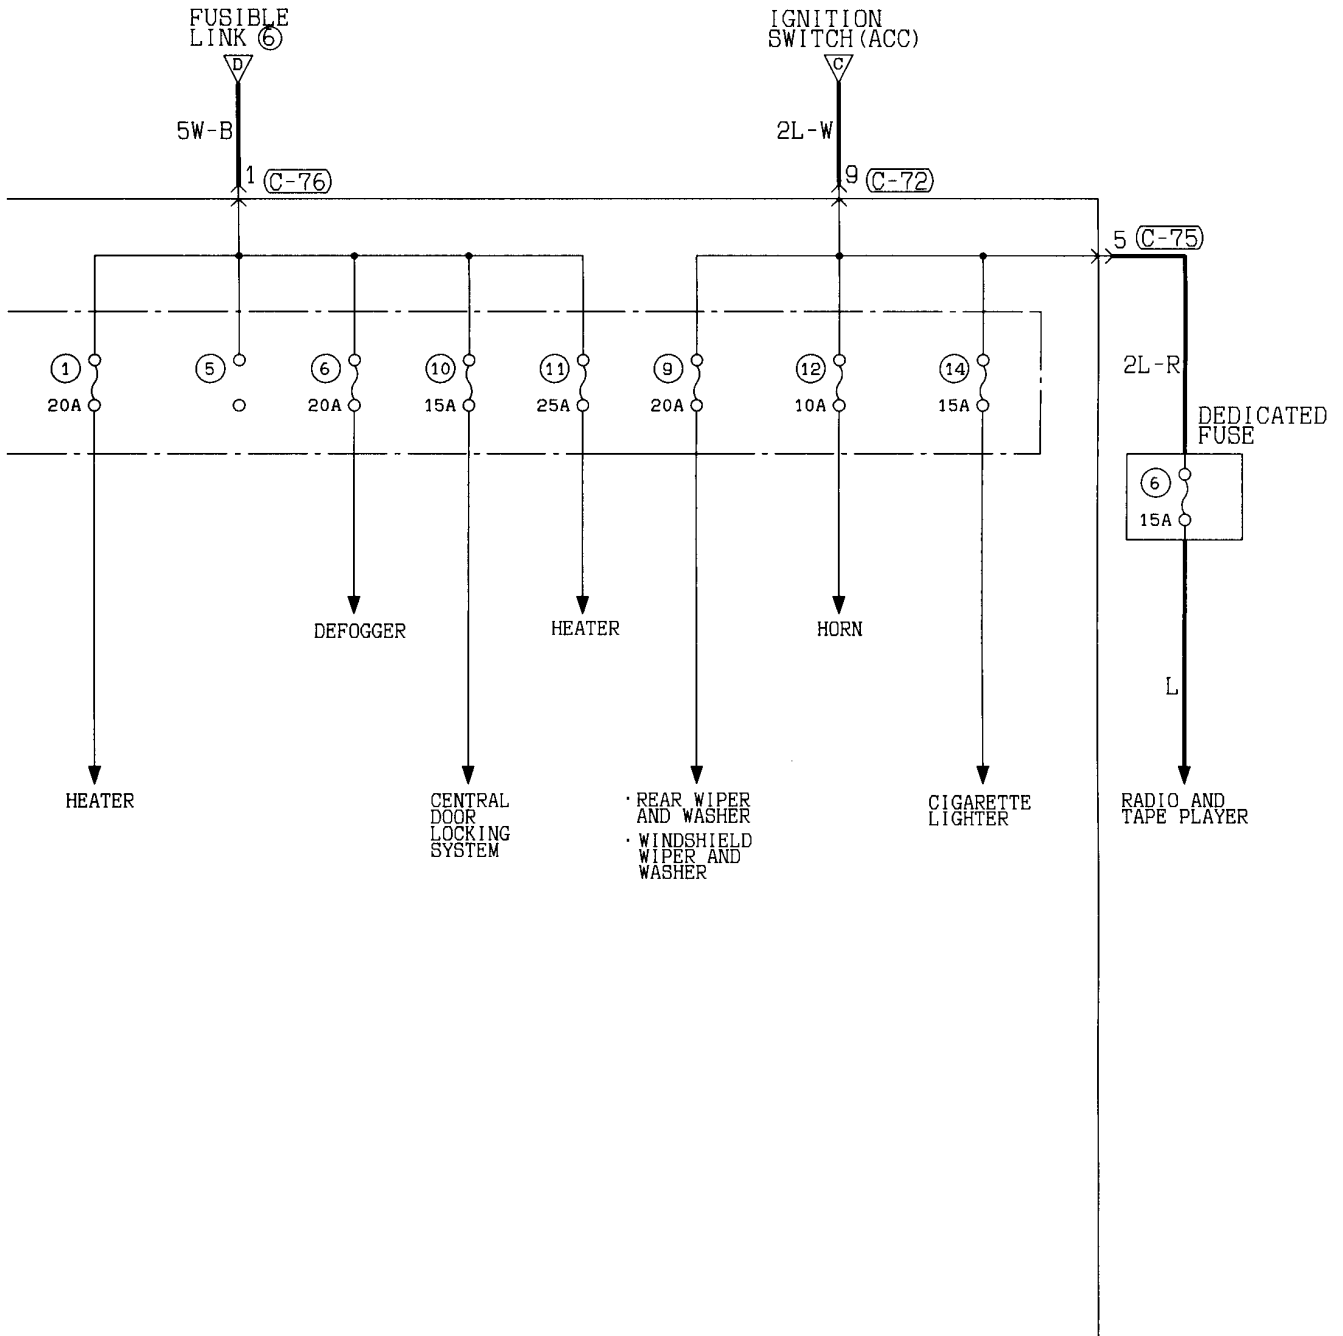 FUSIBLE
LINK ⑥
D
5W-B
1 (C-76)
IGNITION
SWITCH(ACC)
C
2L-W
9 (C-72)
5 (C-75)
2L-R
DEDICATED
FUSE
① 20A
⑤
⑥ 20A
⑩ 15A
⑪ 25A
⑨ 20A
⑫ 10A
⑭ 15A
⑥ 15A
DEFOGGER
HEATER
HORN
L
HEATER
CENTRAL
DOOR
LOCKING
SYSTEM
· REAR WIPER
AND WASHER
· WINDSHIELD
WIPER AND
WASHER
CIGARETTE
LIGHTER
RADIO AND
TAPE PLAYER